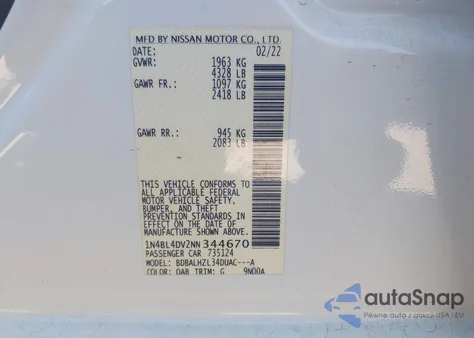 MFD BY NISSAN MOTOR CO., LTD.
DATE: 02/22
GVWR: 1963 KG
4328 LB
GAWR FR.: 1097 KG
2418 LB
GAWR RR.: 945 KG
2083 LB
THIS VEHICLE CONFORMS TO
ALL APPLICABLE FEDERAL
MOTOR VEHICLE SAFETY,
BUMPER, AND THEFT
PREVENTION STANDARDS IN
EFFECT ON THE DATE OF
MANUFACTURE SHOWN ABOVE.
1N4BL4DV2NN344670
PASSENGER CAR 735124
MODEL: BDBALHZL34DUAC---A
COLOR: QAB TRIM: G 9N00A
autaSnap
Pewne auto z aukcji USA i EU